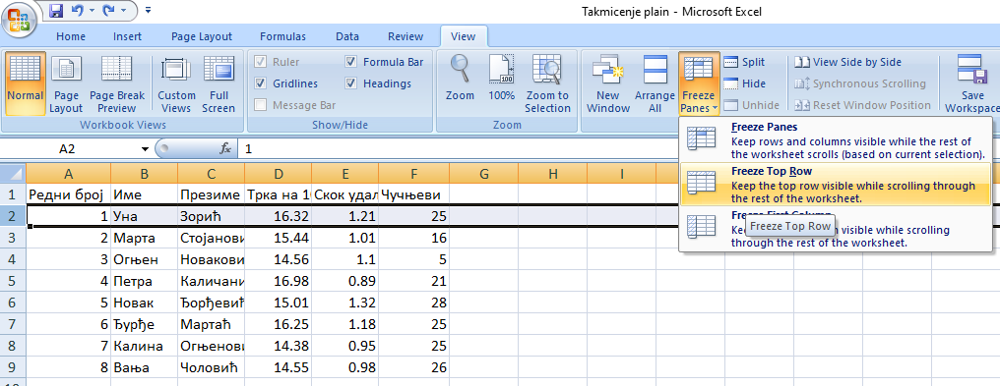 Takmicenje plain - Microsoft Excel
Home Insert Page Layout Formulas Data Review View
Normal Page Layout Page Break Preview Custom Views Full Screen
Workbook Views
Ruler Formula Bar
Gridlines Headings
Message Bar
Show/Hide
Zoom 100% Zoom to Selection
Zoom
New Window Arrange All Freeze Panes
Split View Side by Side
Hide Synchronous Scrolling
Unhide Reset Window Position
Save Workspace
Freeze Panes
Keep rows and columns visible while the rest of
the worksheet scrolls (based on current selection).
Freeze Top Row
Keep the top row visible while scrolling through
the rest of the worksheet.
Freeze Top Row
visible while scrolling
through the rest of the worksheet.
A2 fx 1
A B C D E F G H I
1 Редни број Име Презиме Трка на 1 Скок удал Чучњеви
2 1 Уна Зорић 16.32 1.21 25
3 2 Марта Стојанови 15.44 1.01 16
4 3 Огњен Новакови 14.56 1.1 5
5 4 Петра Каличани 16.98 0.89 21
6 5 Новак Ђорђевић 15.01 1.32 28
7 6 Ђурђе Мартаћ 16.25 1.18 25
8 7 Калина Огњенови 14.38 0.95 25
9 8 Вања Чоловић 14.55 0.98 26